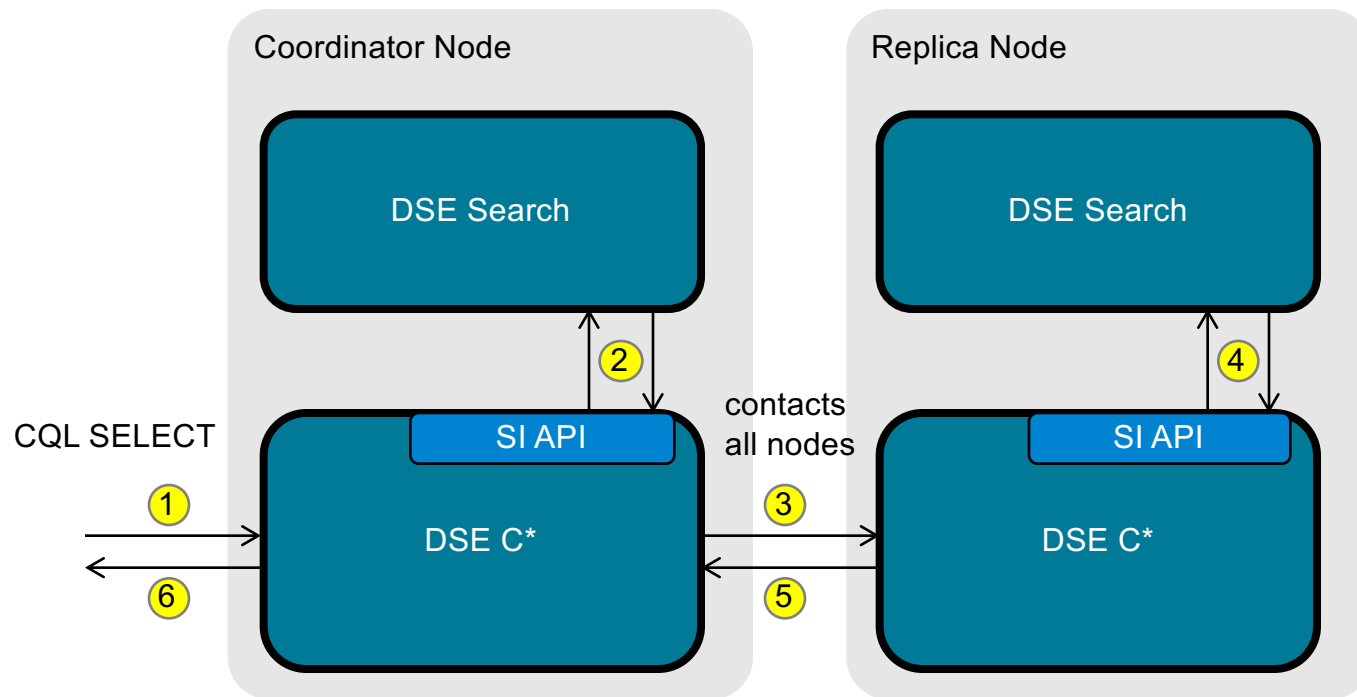 Coordinator Node
Replica Node
DSE Search
DSE Search
2
4
CQL SELECT
SI API
contacts
all nodes
SI API
1
3
DSE C*
DSE C*
6
5